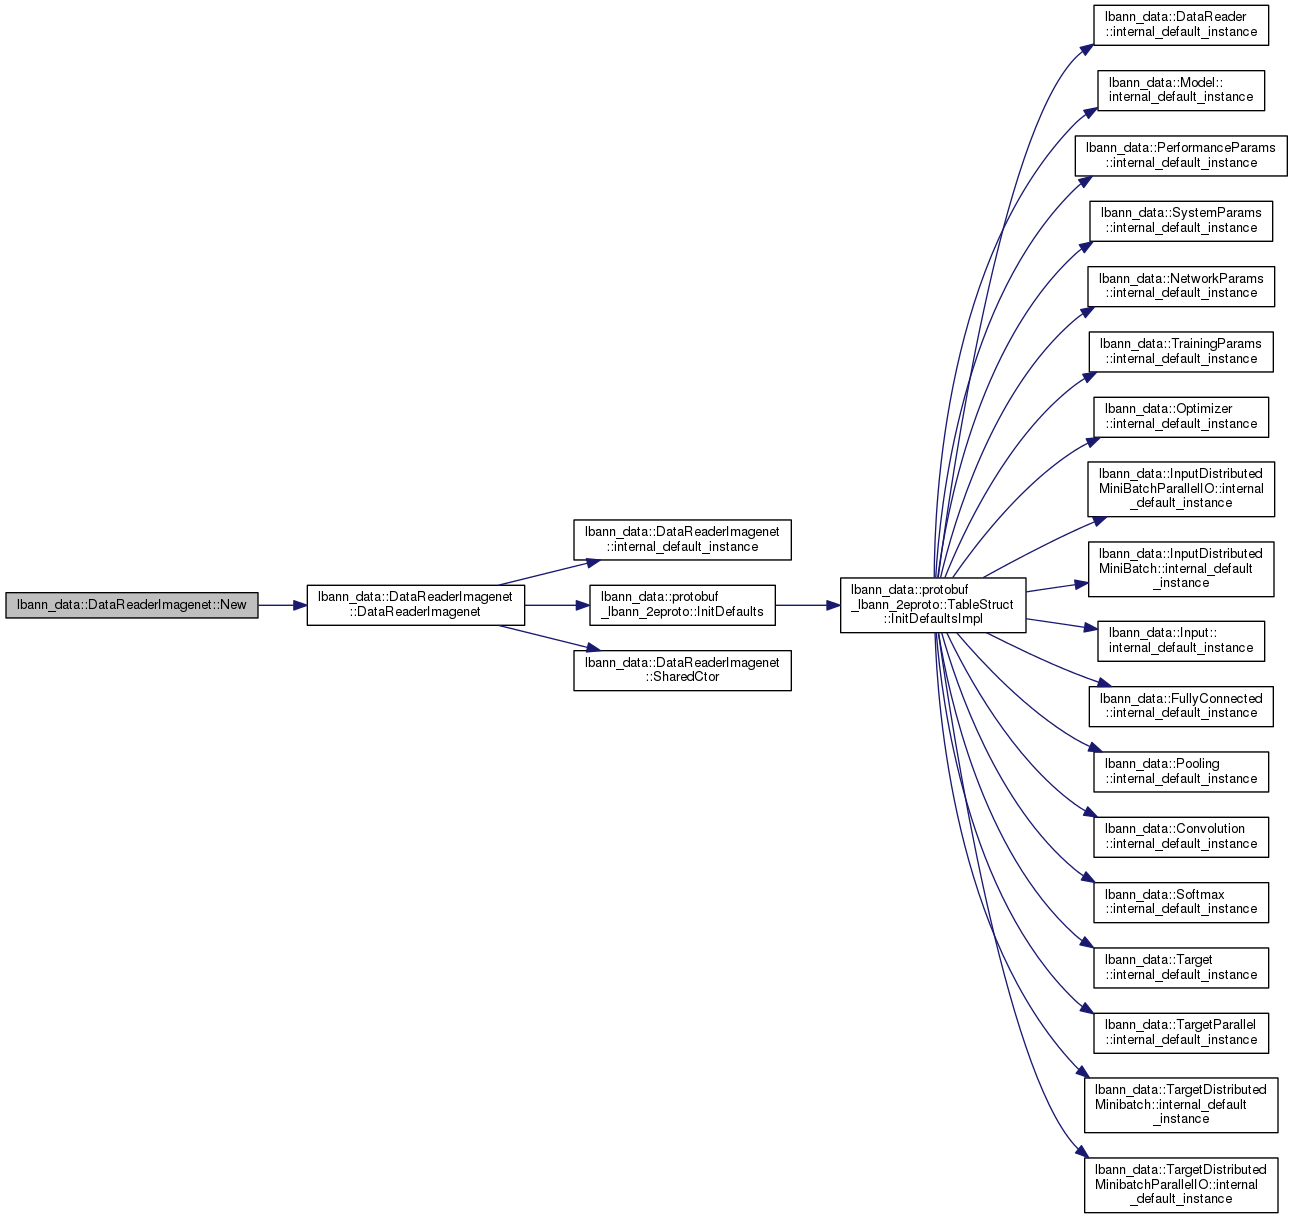 lbann_data::DataReaderImagenet::New
lbann_data::DataReaderImagenet
::DataReaderImagenet
lbann_data::DataReaderImagenet
::internal_default_instance
lbann_data::protobuf
_lbann_2eproto::InitDefaults
lbann_data::DataReaderImagenet
::SharedCtor
lbann_data::protobuf
_lbann_2eproto::TableStruct
::InitDefaultsImpl
lbann_data::DataReader
::internal_default_instance
lbann_data::Model::
internal_default_instance
lbann_data::PerformanceParams
::internal_default_instance
lbann_data::SystemParams
::internal_default_instance
lbann_data::NetworkParams
::internal_default_instance
lbann_data::TrainingParams
::internal_default_instance
lbann_data::Optimizer
::internal_default_instance
lbann_data::InputDistributed
MiniBatchParallelIO::internal
_default_instance
lbann_data::InputDistributed
MiniBatch::internal_default
_instance
lbann_data::Input::
internal_default_instance
lbann_data::FullyConnected
::internal_default_instance
lbann_data::Pooling
::internal_default_instance
lbann_data::Convolution
::internal_default_instance
lbann_data::Softmax
::internal_default_instance
lbann_data::Target
::internal_default_instance
lbann_data::TargetParallel
::internal_default_instance
lbann_data::TargetDistributed
Minibatch::internal_default
_instance
lbann_data::TargetDistributed
MinibatchParallelIO::internal
_default_instance